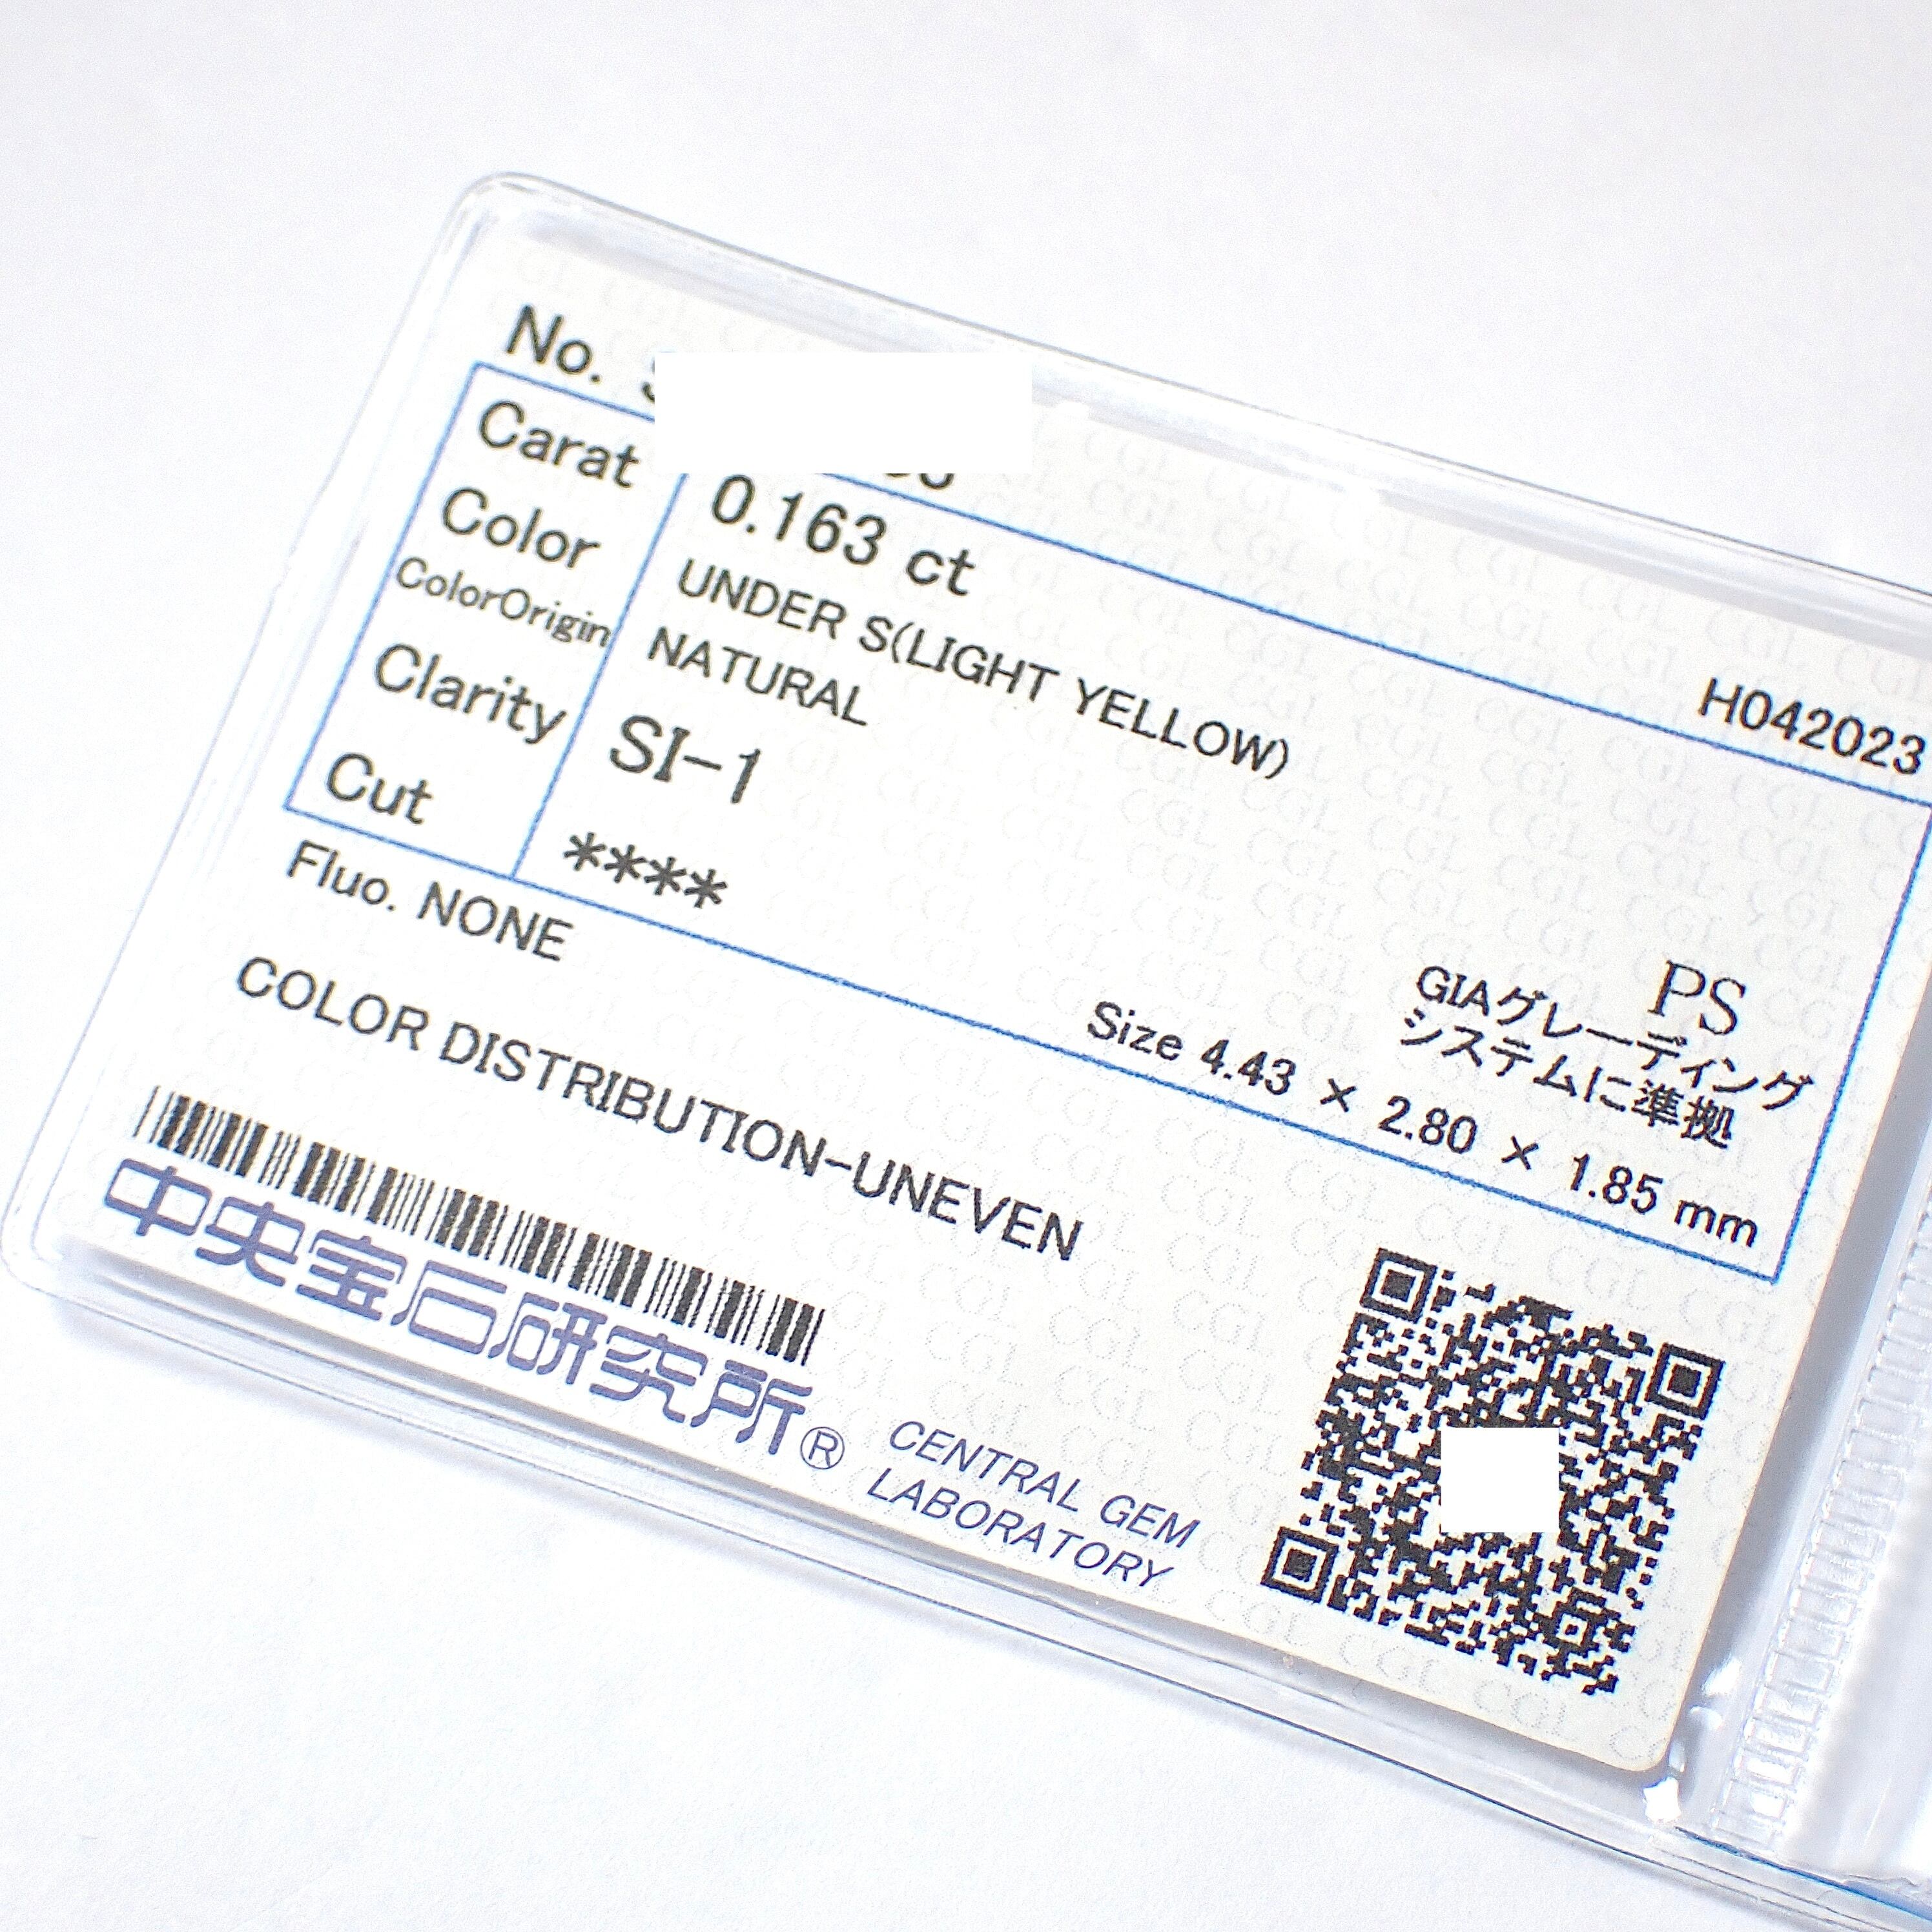 No.
Carat 0.163 ct
Color UNDER S(LIGHT YELLOW)
H042023
ColorOrigin NATURAL
Clarity SI-1
Cut ****
PS
GIAグレーディング
システムに準拠
Fluo. NONE
Size 4.43 × 2.80 × 1.85 mm
COLOR DISTRIBUTION-UNEVEN
中央宝石研究所®
CENTRAL GEM
LABORATORY